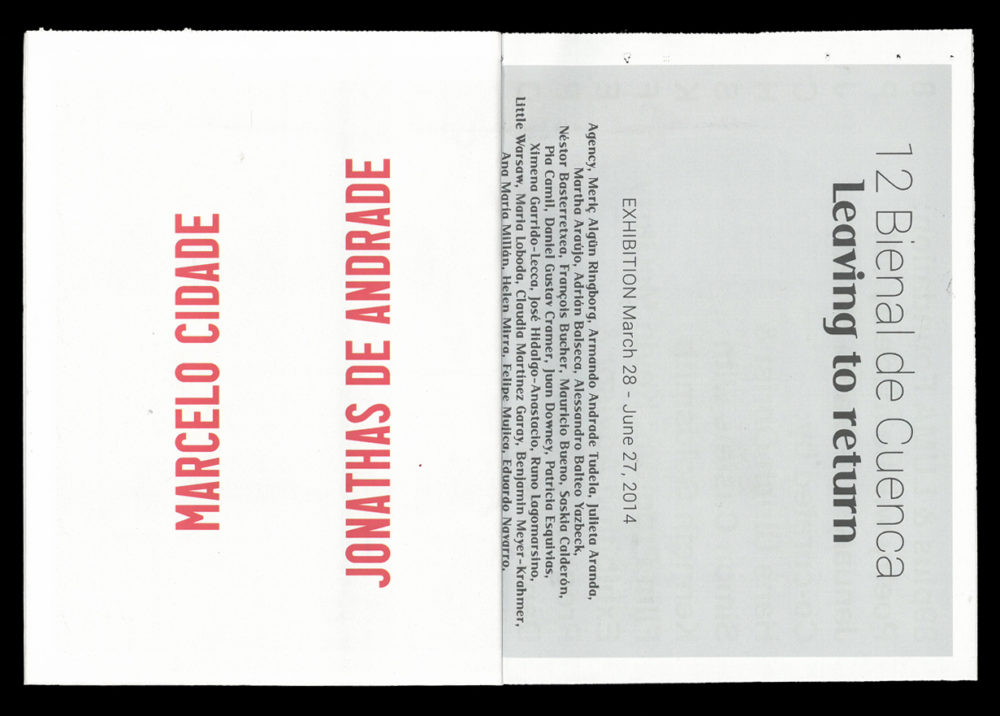 MARCELO CIDADE
JONATHAS DE ANDRADE
12 Bienal de Cuenca
Leaving to return
EXHIBITION March 28 - June 27, 2014
Agency, Meriç Algün Ringborg, Armando Andrade Tudela, Julieta Aranda,
Martha Araújo, Adrián Balseca, Alessandro Balteo Yazbeck,
Néstor Basterretxea, François Bucher, Mauricio Bueno, Saskia Calderón,
Pia Camil, Daniel Gustav Cramer, Juan Downey, Patricia Esquivias,
Ximena Garrido-Lecca, José Hidalgo-Anastacio, Runo Lagomarsino,
Little Warsaw, Maria Loboda, Claudia Martínez Garay, Benjamin Meyer-Krahmer,
Ana María Millán, Helen Mirra, Felipe Mujica, Eduardo Navarro,